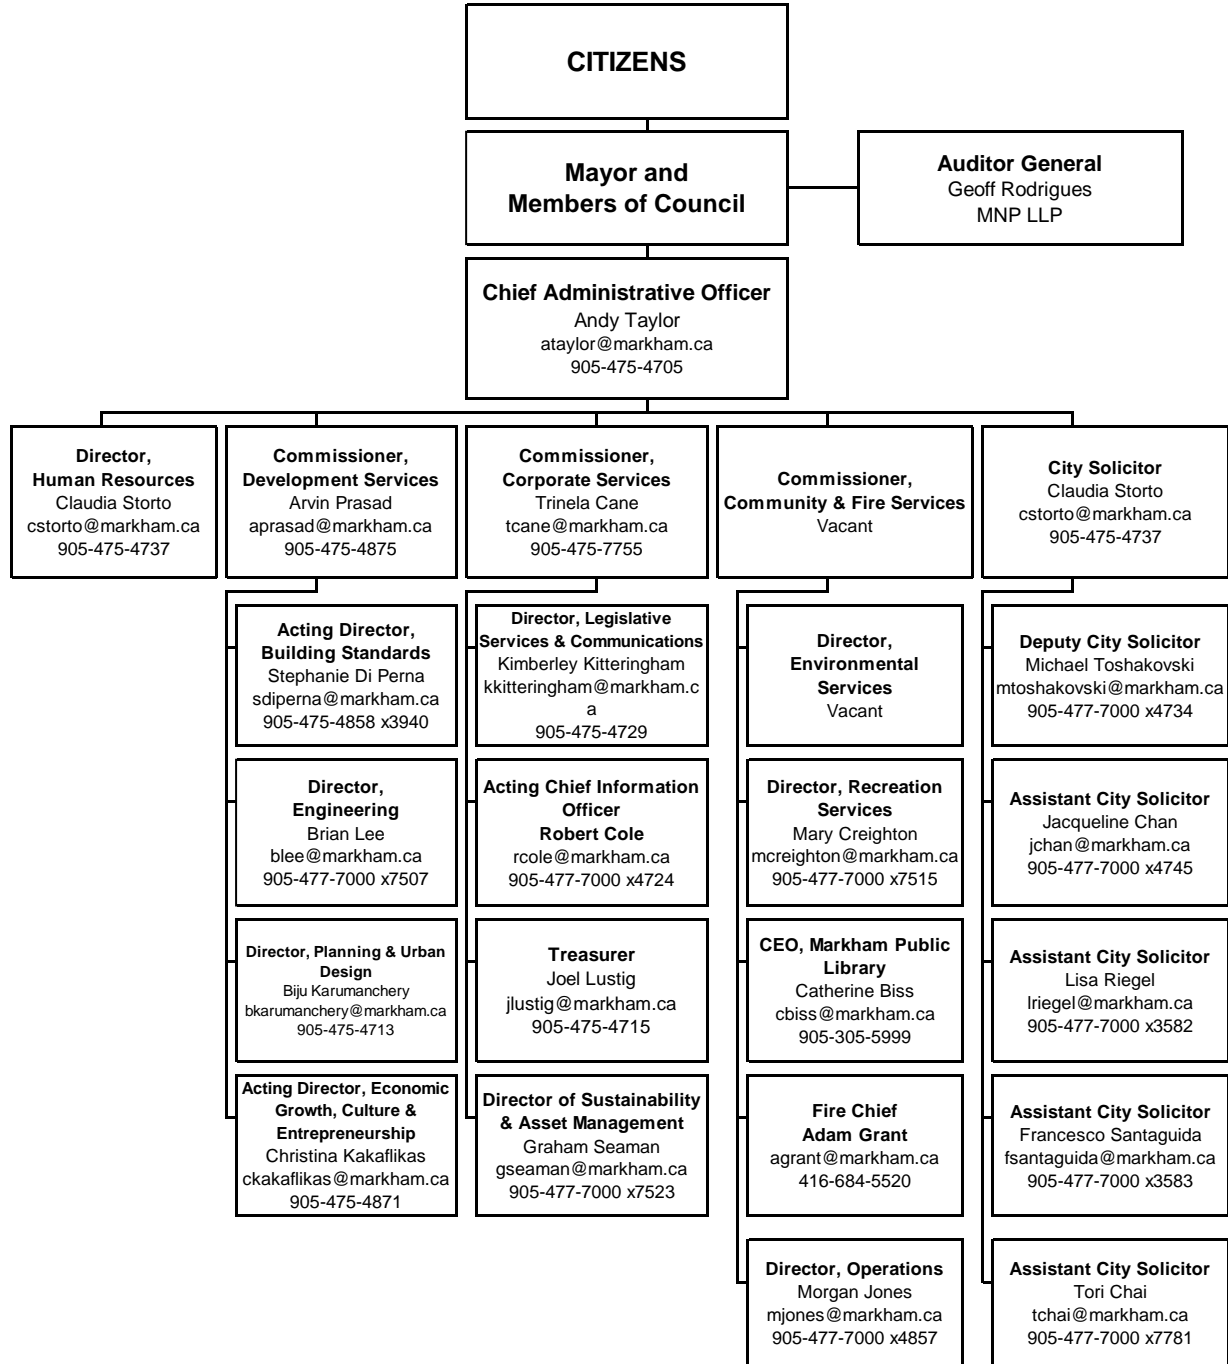 CITIZENS
Mayor and
Members of Council
Auditor General
Geoff Rodrigues
MNP LLP
Chief Administrative Officer
Andy Taylor
ataylor@markham.ca
905-475-4705
Director,
Human Resources
Claudia Storto
cstorto@markham.ca
905-475-4737
Commissioner,
Development Services
Arvin Prasad
aprasad@markham.ca
905-475-4875
Commissioner,
Corporate Services
Trinela Cane
tcane@markham.ca
905-475-7755
Commissioner,
Community & Fire Services
Vacant
City Solicitor
Claudia Storto
cstorto@markham.ca
905-475-4737
Acting Director,
Building Standards
Stephanie Di Perna
sdiperna@markham.ca
905-475-4858 x3940
Director,
Engineering
Brian Lee
blee@markham.ca
905-477-7000 x7507
Director, Planning & Urban
Design
Biju Karumanchery
bkarumanchery@markham.ca
905-475-4713
Acting Director, Economic
Growth, Culture &
Entrepreneurship
Christina Kakaflikas
ckakaflikas@markham.ca
905-475-4871
Director, Legislative
Services & Communications
Kimberley Kitteringham
kkitteringham@markham.c
a
905-475-4729
Acting Chief Information
Officer
Robert Cole
rcole@markham.ca
905-477-7000 x4724
Treasurer
Joel Lustig
jlustig@markham.ca
905-475-4715
Director of Sustainability
& Asset Management
Graham Seaman
gseaman@markham.ca
905-477-7000 x7523
Director,
Environmental
Services
Vacant
Director, Recreation
Services
Mary Creighton
mcreighton@markham.ca
905-477-7000 x7515
CEO, Markham Public
Library
Catherine Biss
cbiss@markham.ca
905-305-5999
Fire Chief
Adam Grant
agrant@markham.ca
416-684-5520
Director, Operations
Morgan Jones
mjones@markham.ca
905-477-7000 x4857
Deputy City Solicitor
Michael Toshakovski
mtoshakovski@markham.ca
905-477-7000 x4734
Assistant City Solicitor
Jacqueline Chan
jchan@markham.ca
905-477-7000 x4745
Assistant City Solicitor
Lisa Riegel
lriegel@markham.ca
905-477-7000 x3582
Assistant City Solicitor
Francesco Santaguida
fsantaguida@markham.ca
905-477-7000 x3583
Assistant City Solicitor
Tori Chai
tchai@markham.ca
905-477-7000 x7781